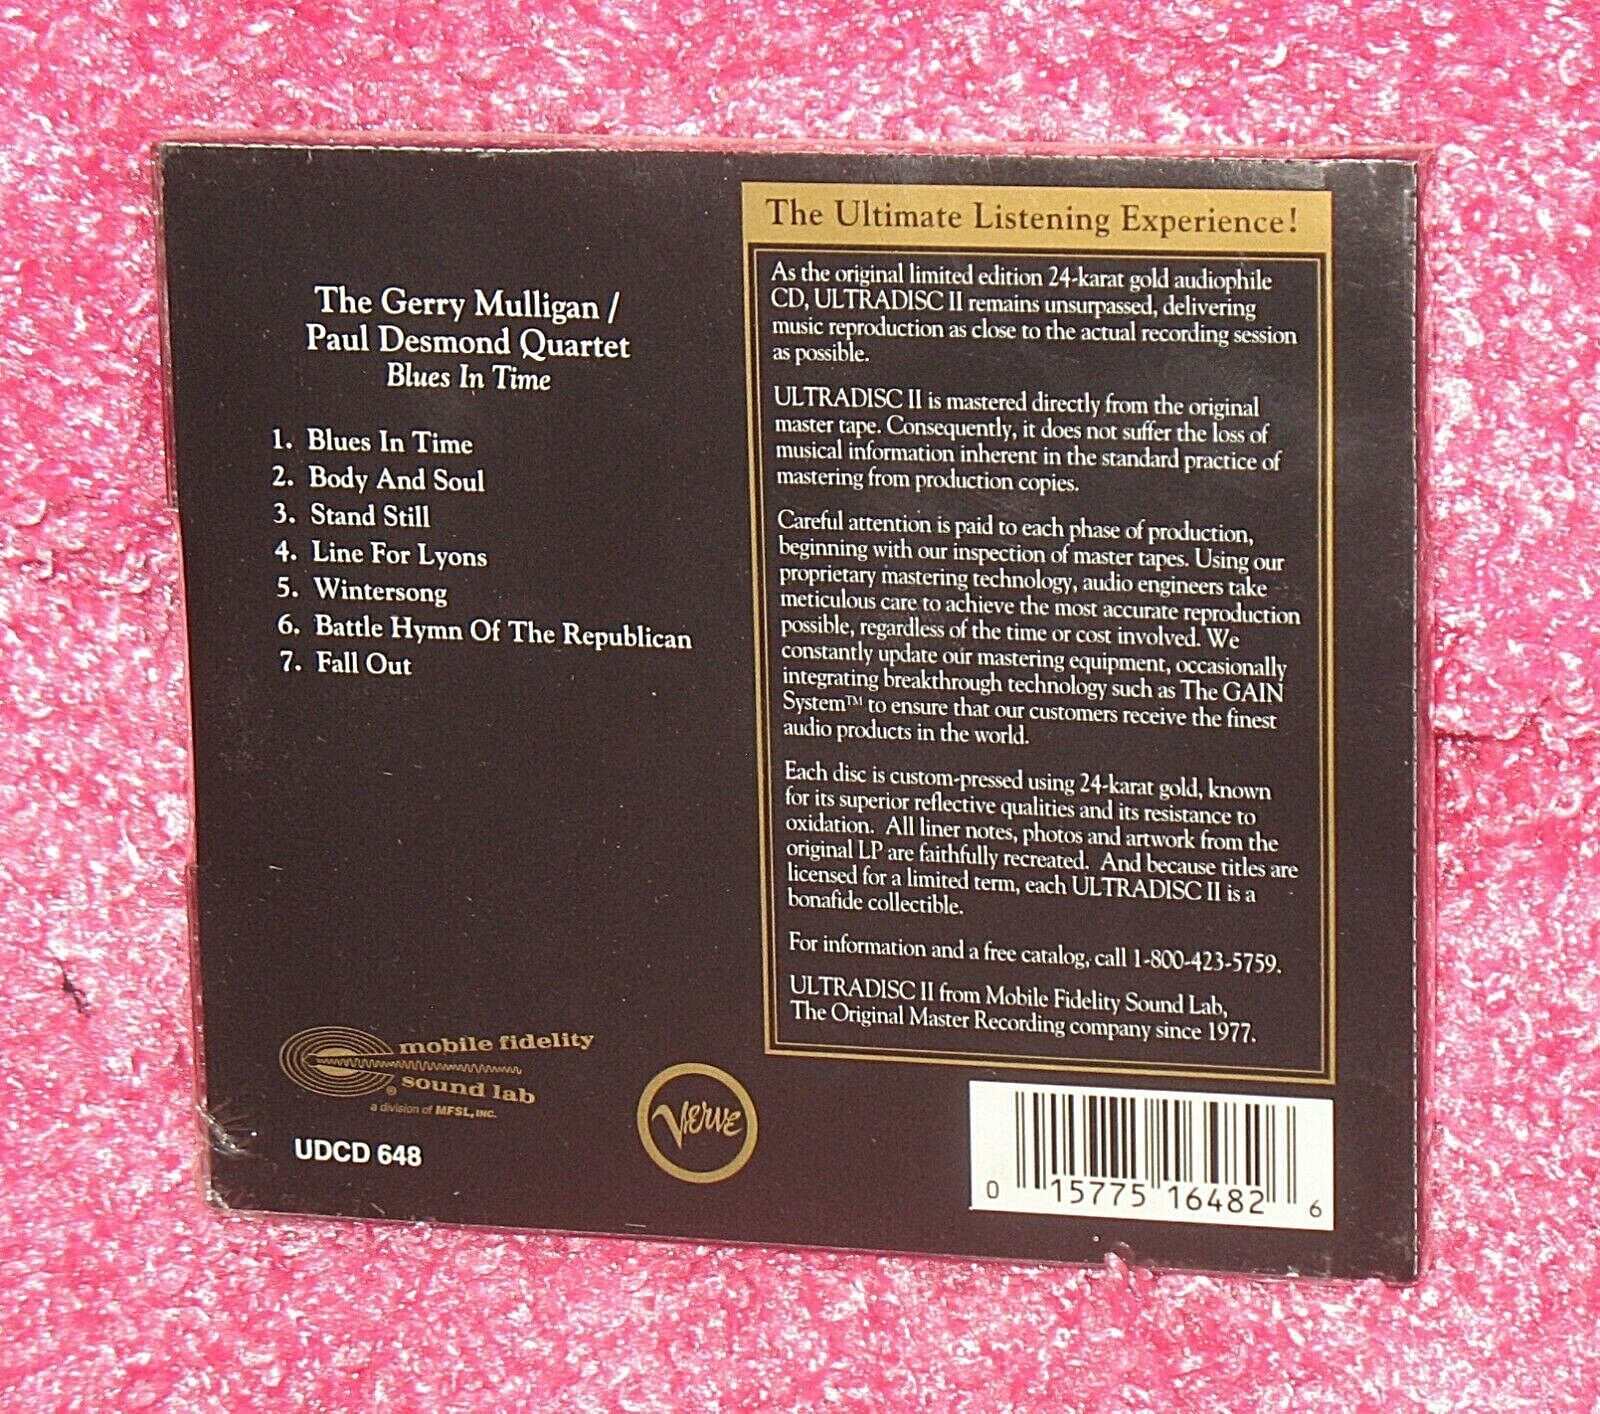 The Gerry Mulligan /
Paul Desmond Quartet
Blues In Time
1. Blues In Time
2. Body And Soul
3. Stand Still
4. Line For Lyons
5. Wintersong
6. Battle Hymn Of The Republican
7. Fall Out
mobile fidelity
sound lab
®
a division of MFSL, INC.
UDCD 648
VERVE
The Ultimate Listening Experience!
As the original limited edition 24-karat gold audiophile
CD, ULTRADISC II remains unsurpassed, delivering
music reproduction as close to the actual recording session
as possible.
ULTRADISC II is mastered directly from the original
master tape. Consequently, it does not suffer the loss of
musical information inherent in the standard practice of
mastering from production copies.
Careful attention is paid to each phase of production,
beginning with our inspection of master tapes. Using our
proprietary mastering technology, audio engineers take
meticulous care to achieve the most accurate reproduction
possible, regardless of the time or cost involved. We
constantly update our mastering equipment, occasionally
integrating breakthrough technology such as The GAIN
System™ to ensure that our customers receive the finest
audio products in the world.
Each disc is custom-pressed using 24-karat gold, known
for its superior reflective qualities and its resistance to
oxidation. All liner notes, photos and artwork from the
original LP are faithfully recreated. And because titles are
licensed for a limited term, each ULTRADISC II is a
bonafide collectible.
For information and a free catalog, call 1-800-423-5759.
ULTRADISC II from Mobile Fidelity Sound Lab,
The Original Master Recording company since 1977.
0 15775 16482 6